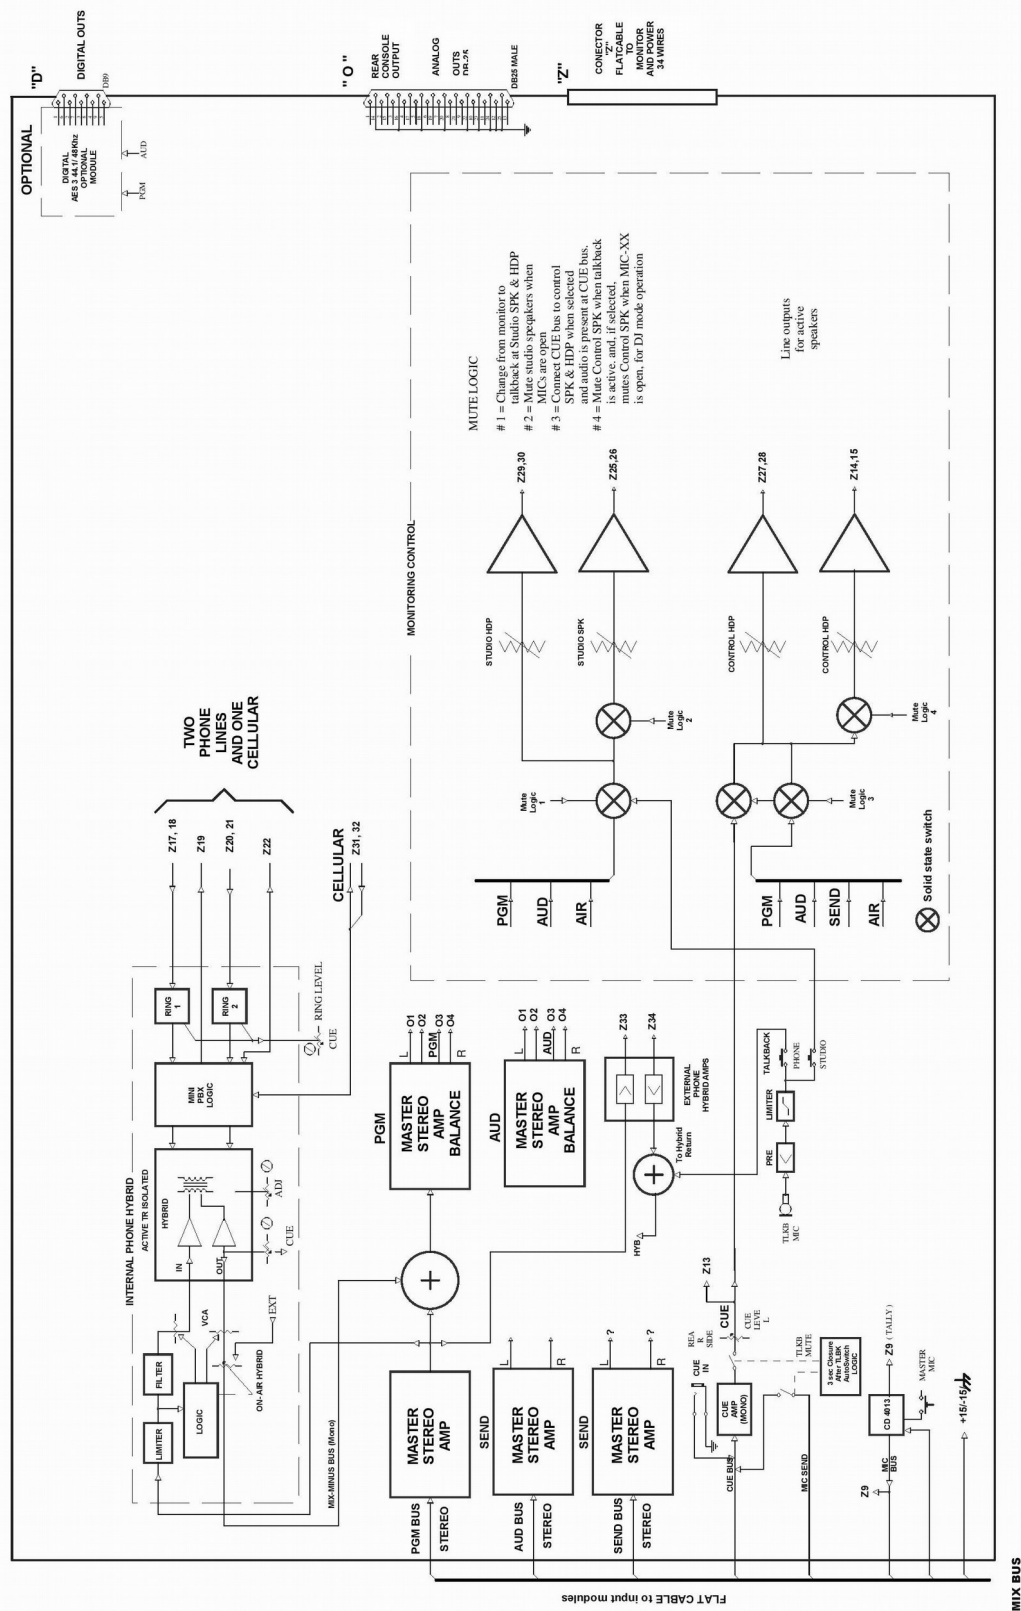 "D"
DIGITAL OUTS
DB9
OPTIONAL
DIGITAL
AES 3 44.1/ 48Khz
OPTIONAL
MODULE
PGM
AUD
" O "
REAR
CONSOLE
OUTPUT
ANALOG
OUTS
DB-25
DB25 MALE
"Z"
CONECTOR
"Z"
FLATCABLE
TO
MONITOR
AND POWER
34 WIRES
TWO
PHONE
LINES
AND ONE
CELLULAR
Z17, 18
Z19
Z20, 21
Z22
CELLULAR
Z31, 32
INTERNAL PHONE HYBRID
ACTIVE TR ISOLATED
RING
1
RING
2
RING LEVEL
CUE
MINI
PBX
LOGIC
HYBRID
IN
OUT
ADJ
CUE
VCA
EXT
ON- AIR HYBRID
FILTER
LIMITER
LOGIC
MIX-MINUS BUS (Mono)
MONITORING CONTROL
MUTE LOGIC
# 1 = Change from monitor to
talkback at Studio SPK & HDP
# 2 = Mute studio speqakers when
MICs are open
# 3 = Connect CUE bus to control
SPK & HDP when selected
and audio is present at CUE bus.
# 4 = Mute Control SPK when talkback
is active. and, if selected,
mutes Control SPK when MIC-XX
is open, for DJ mode operation
Line outputs
for active
speakers
Z29,30
Z25,26
Z27,28
Z14,15
STUDIO HDP
STUDIO SPK
CONTROL HDP
CONTROL HDP
Mute
Logic
1
Mute
Logic
2
Mute
Logic
3
Mute
Logic
4
PGM
AUD
AIR
PGM
AUD
SEND
AIR
Solid state switch
PGM
MASTER
STEREO
AMP
BALANCE
L
O1
O2
PGM
O3
O4
R
AUD
MASTER
STEREO
AMP
BALANCE
L
O1
O2
AUD
O3
O4
R
Z33
Z34
EXTERNAL
PHONE
HYBRID AMPS
To Hybrid
Return
HYB
TALKBACK
PHONE
STUDIO
LIMITER
PRE
TLKB
MIC
MASTER
STEREO
AMP
PGM BUS
STEREO
SEND
MASTER
STEREO
AMP
L
R
AUD BUS
STEREO
SEND
MASTER
STEREO
AMP
L
?
?
R
SEND BUS
STEREO
Z13
CUE
REA
R
SIDE
CUE
IN
CUE
LEVE
L
CUE
AMP
(MONO)
CUE BUS
MIC SEND
TLKB
MUTE
3 sec Closure
After TLBK
AutoSwitch
LOGIC
Z9 ( TALLY )
CD 4013
MASTER
MIC
MIC
BUS
Z9
+15/-15
FLAT CABLE to input modules
MIX BUS